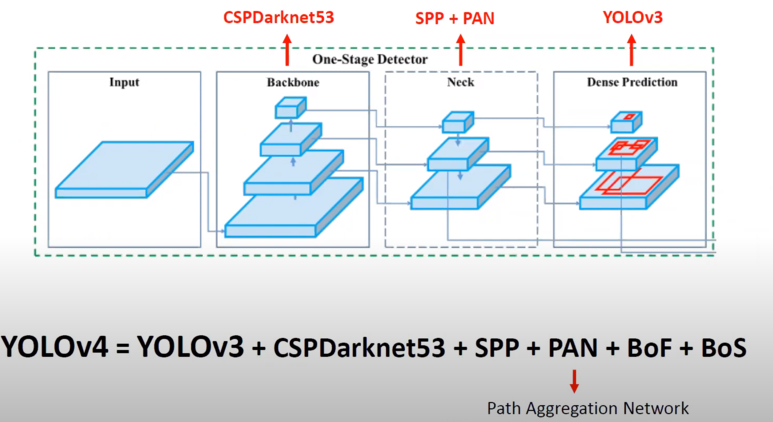 CSPDarknet53 SPP + PAN YOLOv3
One-Stage Detector
Input Backbone Neck Dense Prediction
YOLOv4 = YOLOv3 + CSPDarknet53 + SPP + PAN + BoF + BoS
Path Aggregation Network